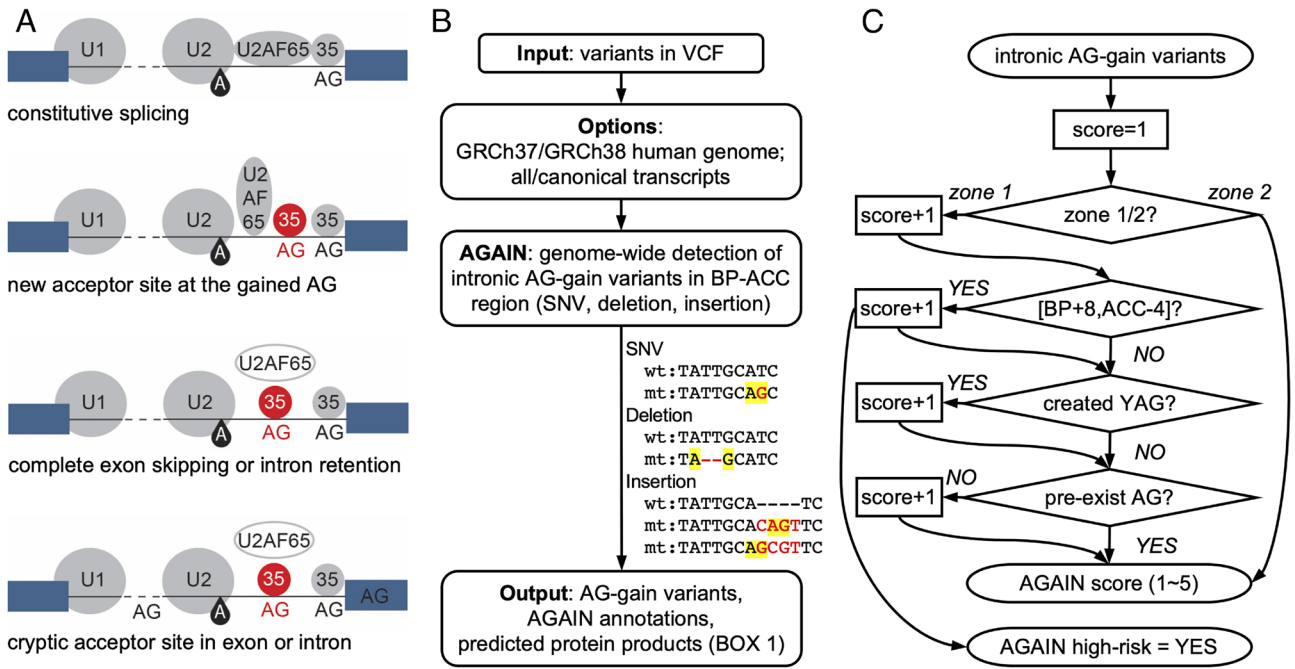 A
U1
U2
U2AF65
35
A
AG
constitutive splicing
U1
U2
U2
AF
65
35
35
A
AG
AG
new acceptor site at the gained AG
U2AF65
U1
U2
35
35
A
AG
AG
complete exon skipping or intron retention
U2AF65
U1
U2
35
35
AG
AG
A
AG
AG
cryptic acceptor site in exon or intron
B
Input: variants in VCF
Options:
GRCh37/GRCh38 human genome;
all/canonical transcripts
AGAIN: genome-wide detection of
intronic AG-gain variants in BP-ACC
region (SNV, deletion, insertion)
SNV
wt:TATTGCATC
mt:TATTGCAGC
Deletion
wt:TATTGCATC
mt:TA--GCATC
Insertion
wt:TATTGCA----TC
mt:TATTGCACAGTTC
mt:TATTGCAGCGTTC
Output: AG-gain variants,
AGAIN annotations,
predicted protein products (BOX 1)
C
intronic AG-gain variants
score=1
zone 1
zone 2
score+1
zone 1/2?
YES
score+1
[BP+8,ACC-4]?
NO
YES
score+1
created YAG?
NO
NO
score+1
pre-exist AG?
YES
AGAIN score (1~5)
AGAIN high-risk = YES